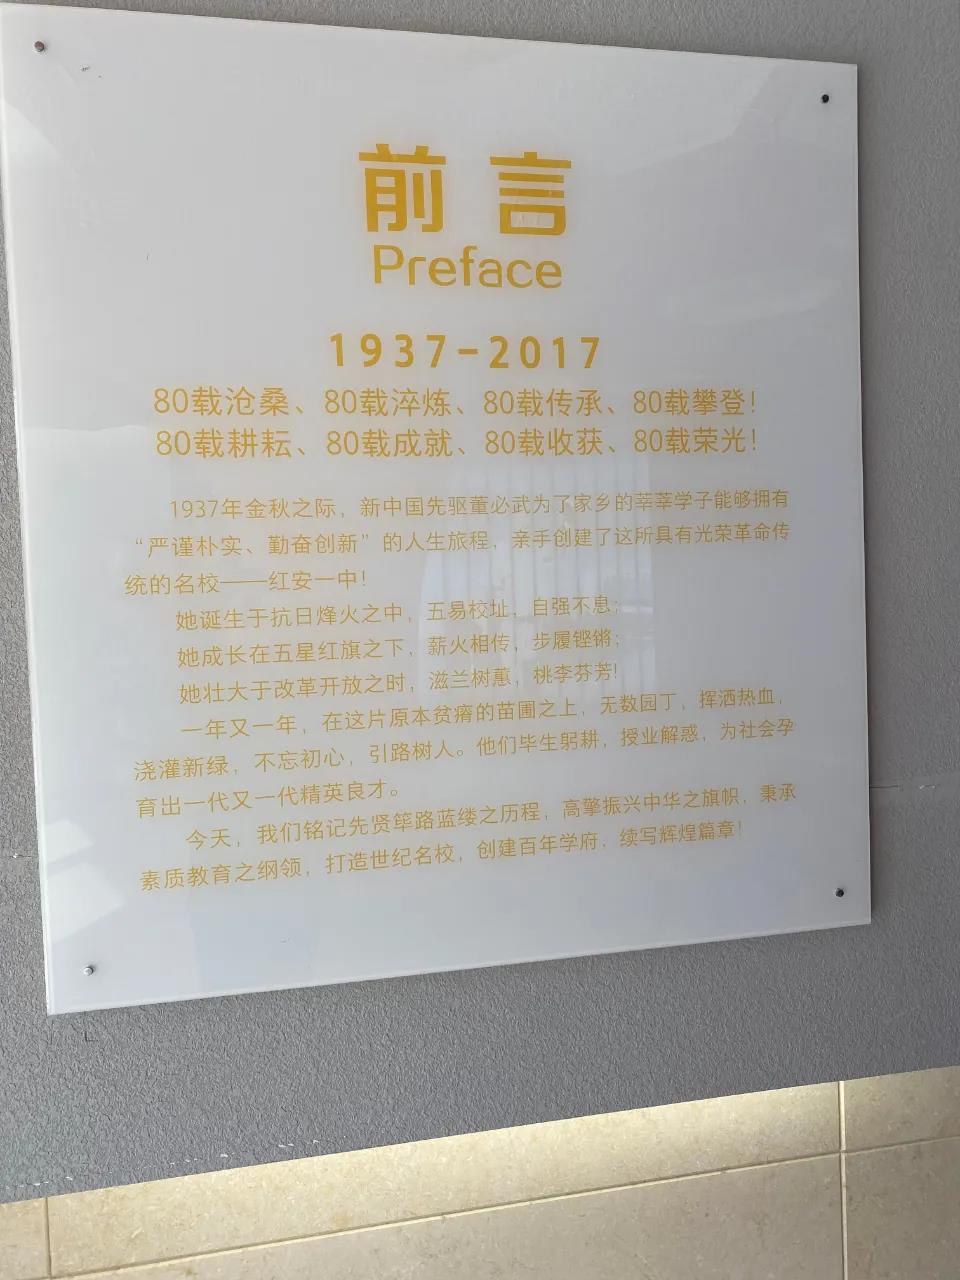 前言
Preface
1937-2017
80载沧桑、80载淬炼、80载传承、80载攀登!
80载耕耘、80载成就、80载收获、80载荣光!
1937年金秋之际，新中国先驱董必武为了家乡的莘莘学子能够拥有
“严谨朴实、勤奋创新”的人生旅程，亲手创建了这所具有光荣革命传
统的名校——红安一中!
她诞生于抗日烽火之中，五易校址，自强不息；
她成长在五星红旗之下，薪火相传，步履铿锵；
她壮大于改革开放之时，滋兰树蕙，桃李芬芳!
一年又一年，在这片原本贫瘠的苗圃之上，无数园丁，挥洒热血，
浇灌新绿，不忘初心，引路树人。他们毕生躬耕，授业解惑，为社会孕
育出一代又一代精英良才。
今天，我们铭记先贤筚路蓝缕之历程，高擎振兴中华之旗帜，秉承
素质教育之纲领，打造世纪名校，创建百年学府，续写辉煌篇章!